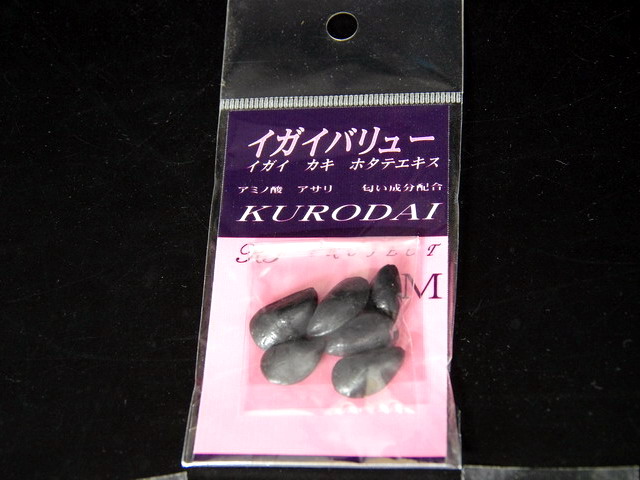 イガイバリュー
イガイ カキ ホタテエキス
アミノ酸 アサリ 匂い成分配合
KURODAI
PROJECT
M